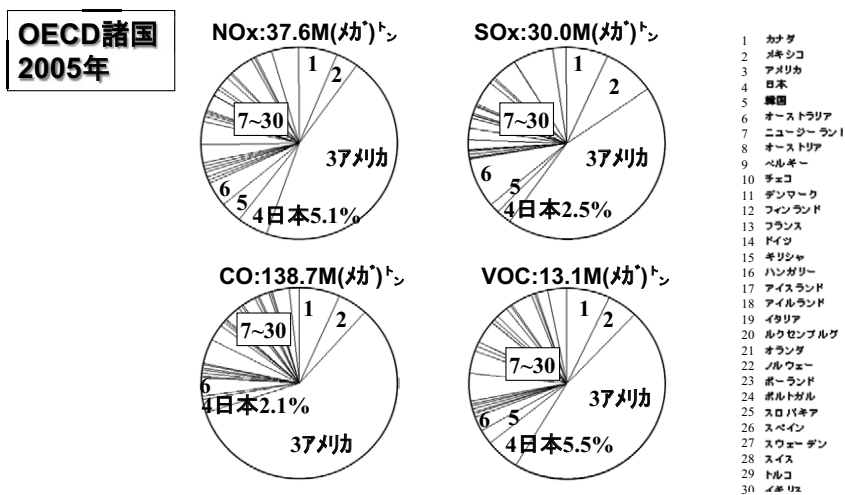 OECD諸国
2005年
NOx:37.6M(ﾒｶﾞ)ﾄﾝ
1
2
3アメリカ
4日本5.1%
5
6
7~30
SOx:30.0M(ﾒｶﾞ)ﾄﾝ
1
2
3アメリカ
4日本2.5%
5
6
7~30
CO:138.7M(ﾒｶﾞ)ﾄﾝ
1
2
3アメリカ
4日本2.1%
6
7~30
VOC:13.1M(ﾒｶﾞ)ﾄﾝ
1
2
3アメリカ
4日本5.5%
5
6
7~30
1 カナダ
2 メキシコ
3 アメリカ
4 日本
5 韓国
6 オーストラリア
7 ニュージーランド
8 オーストリア
9 ベルギー
10 チェコ
11 デンマーク
12 フィンランド
13 フランス
14 ドイツ
15 ギリシャ
16 ハンガリー
17 アイスランド
18 アイルランド
19 イタリア
20 ルクセンブルグ
21 オランダ
22 ノルウェー
23 ポーランド
24 ポルトガル
25 スロバキア
26 スペイン
27 スウェーデン
28 スイス
29 トルコ
30 イギリス